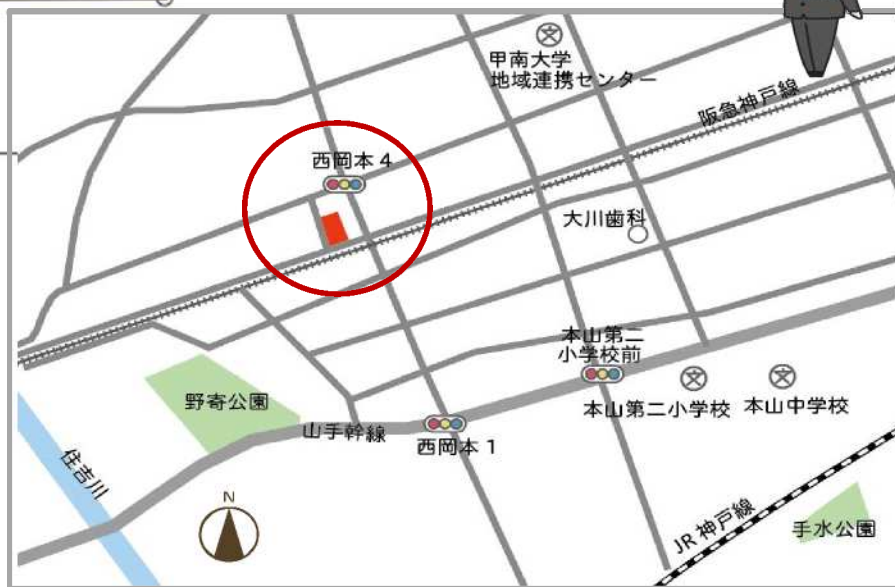 甲南大学
地域連携センター
阪急神戸線
西岡本4
大川歯科
本山第二
小学校前
野寄公園
山手幹線
本山第二小学校
本山中学校
西岡本1
住吉川
N
JR神戸線
手水公園